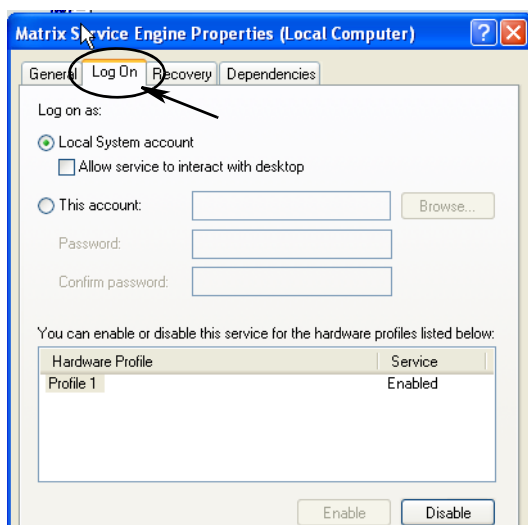 Matrix Service Engine Properties (Local Computer)
General Log On Recovery Dependencies
Log on as:
Local System account
Allow service to interact with desktop
This account:
Browse...
Password:
Confirm password:
You can enable or disable this service for the hardware profiles listed below:
Hardware Profile Service
Profile 1 Enabled
Enable Disable